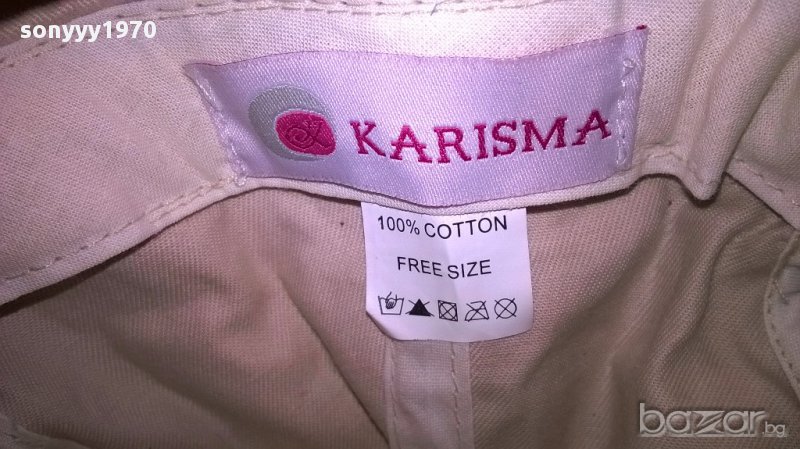 sonyyy1970
KARISMA
100% COTTON
FREE SIZE
bazar.bg